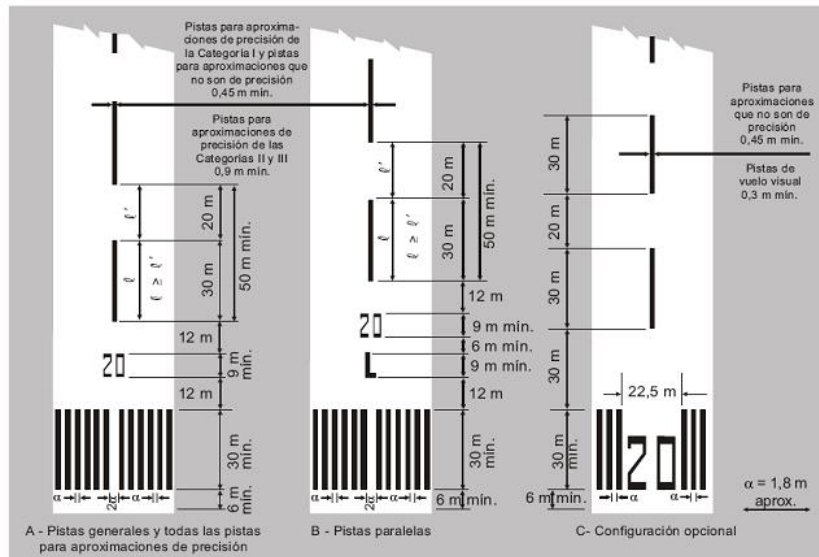 Pistas para aproxima-
ciones de precisión
de la Categoría I y pistas
para aproximaciones que
no son de precisión
0,45 m mín.
Pistas para
aproximaciones de
precisión de las
Categorías II y III
0,9 m mín.
ℓ´
20 m
ℓ
ℓ ≥ ℓ´
30 m
50 m mín.
12 m
20
9 m
mín.
12 m
30 m
mín.
6 m
mín.
α
2α
α
A - Pistas generales y todas las pistas
para aproximaciones de precisión
ℓ´
20 m
ℓ
ℓ ≥ ℓ´
30 m
50 m mín.
12 m
20
9 m mín.
6 m mín.
L
9 m mín.
12 m
30 m
mín.
6 m mín.
α
2α
α
B - Pistas paralelas
Pistas para
aproximaciones
que no son de
precisión
0,45 m mín.
Pistas de
vuelo visual
0,3 m mín.
30 m
20 m
30 m
30 m
22,5 m
20
30 m
mín.
6 m mín.
α
α
α = 1,8 m
aprox.
C- Configuración opcional